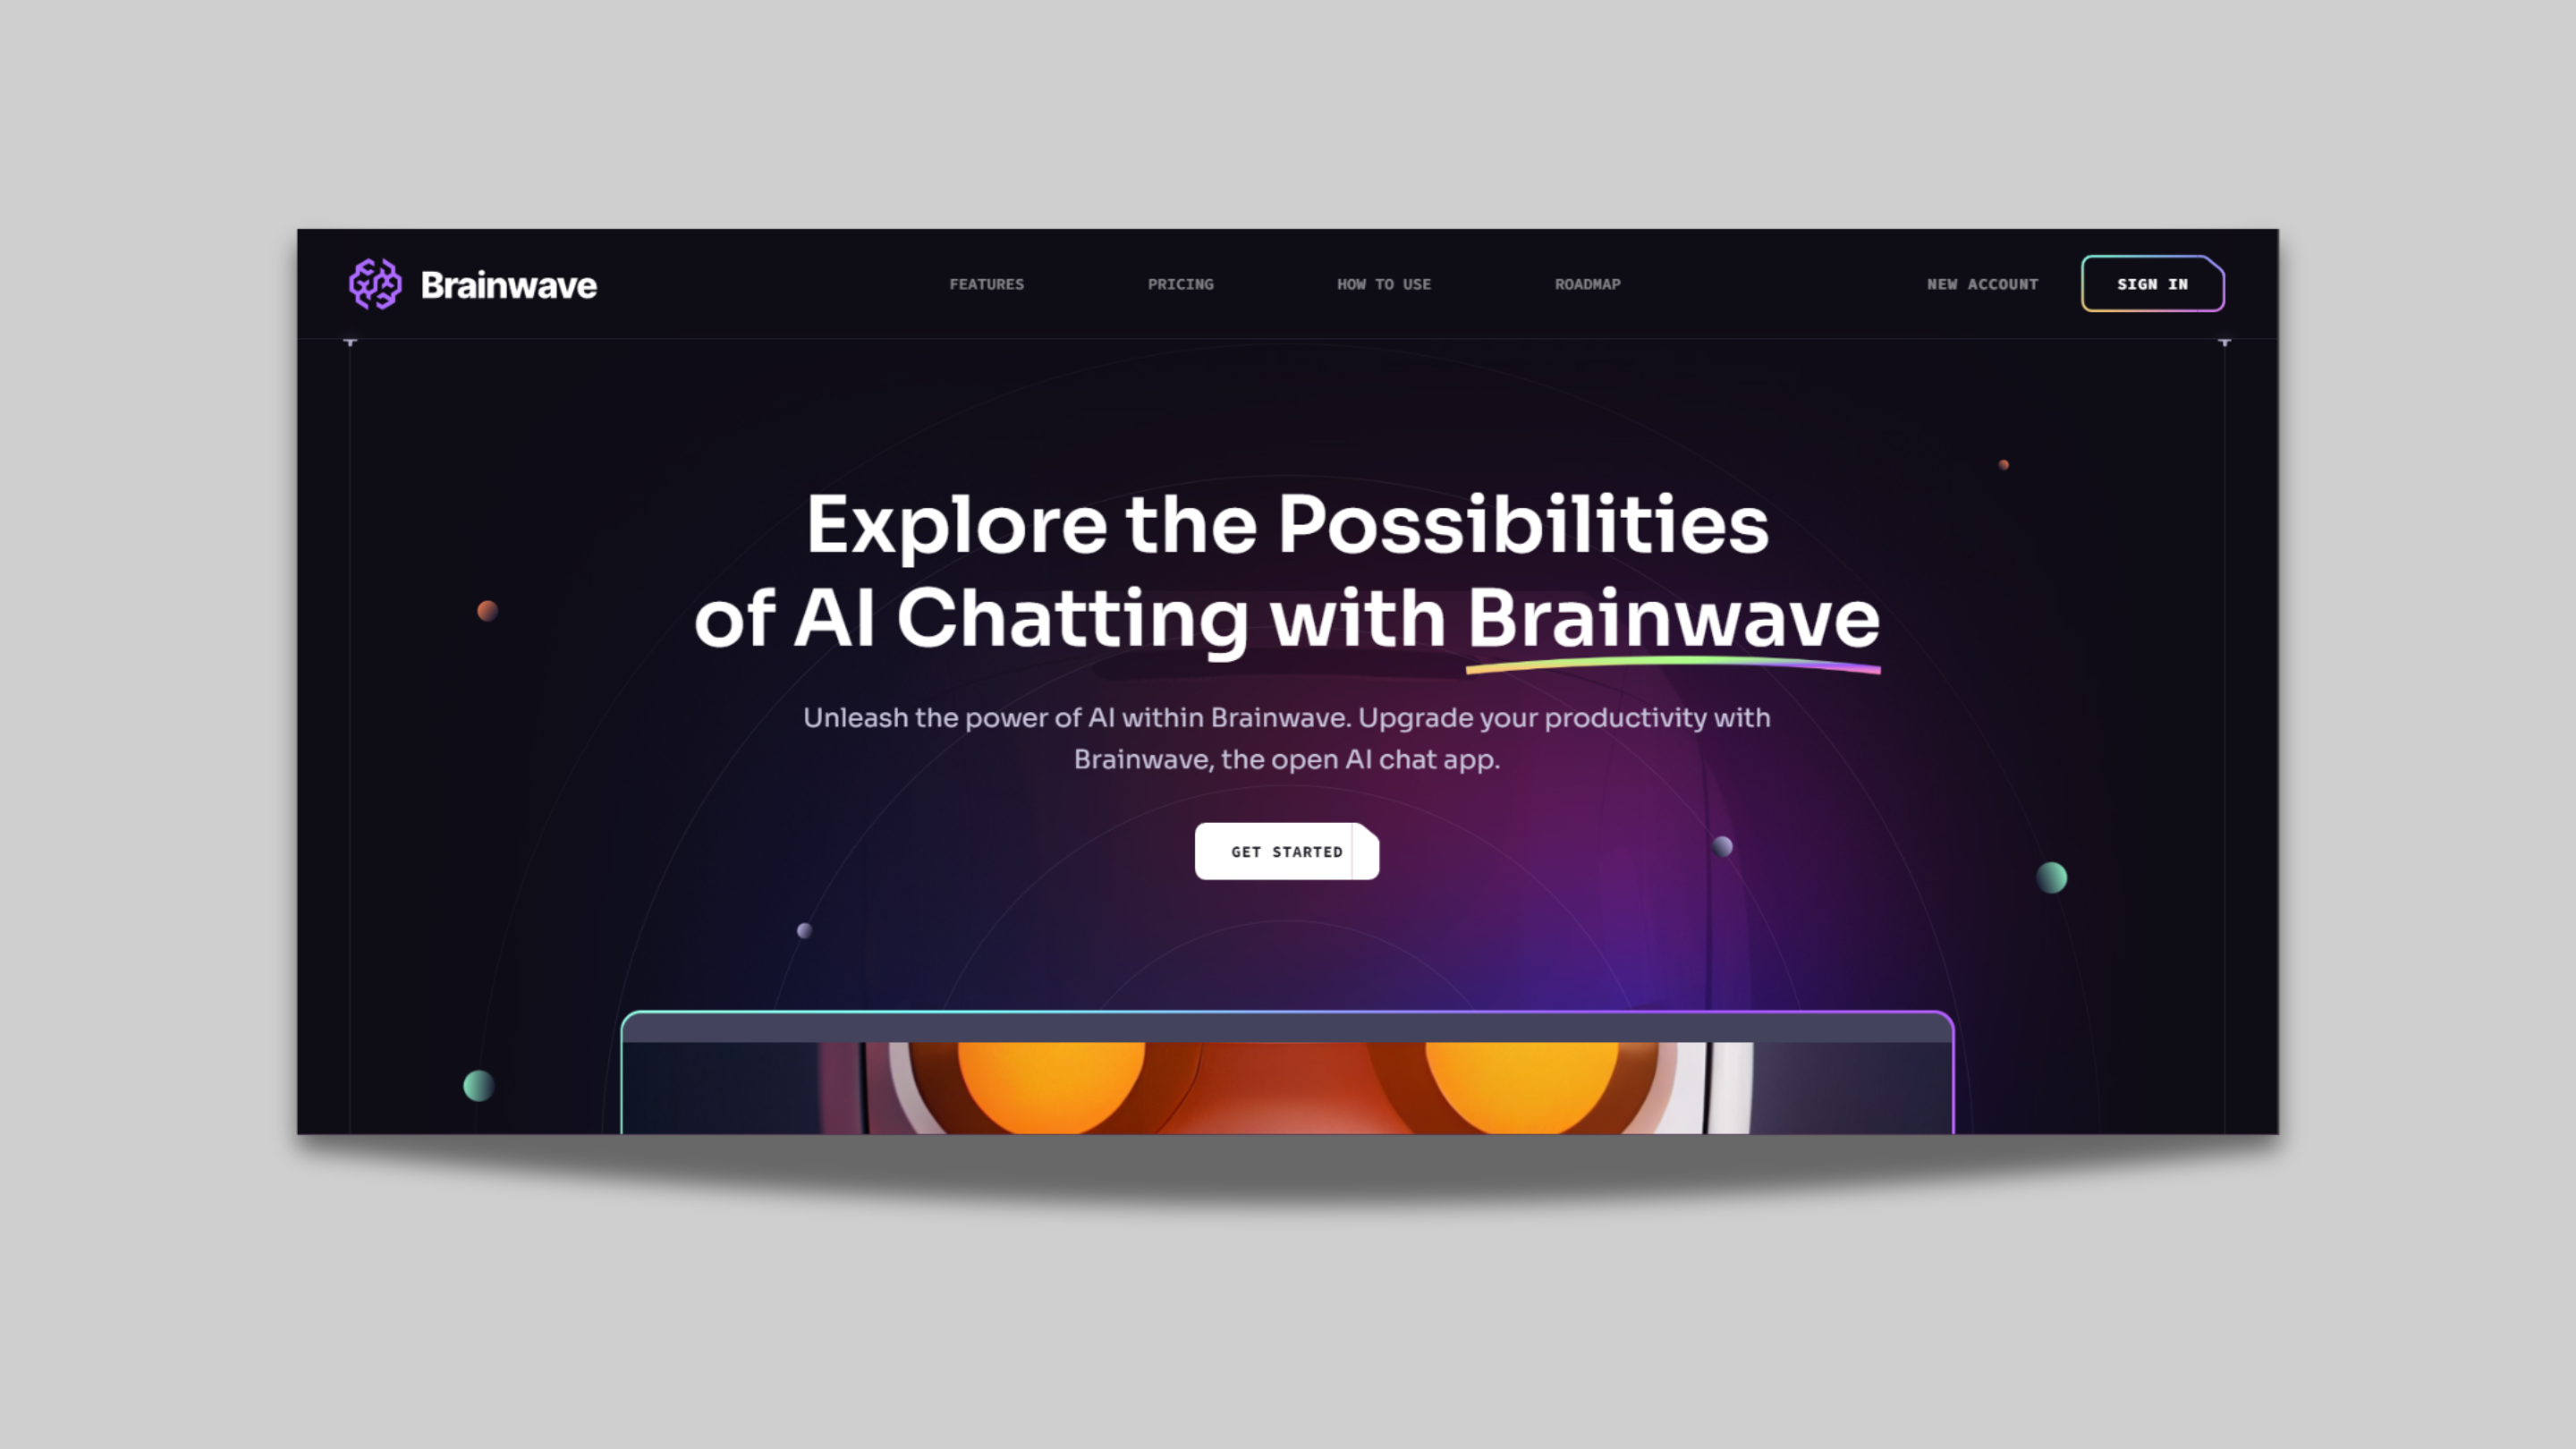 Brainwave
FEATURES
PRICING
HOW TO USE
ROADMAP
NEW ACCOUNT
SIGN IN
Explore the Possibilities
of AI Chatting with Brainwave
Unleash the power of AI within Brainwave. Upgrade your productivity with
Brainwave, the open AI chat app.
GET STARTED